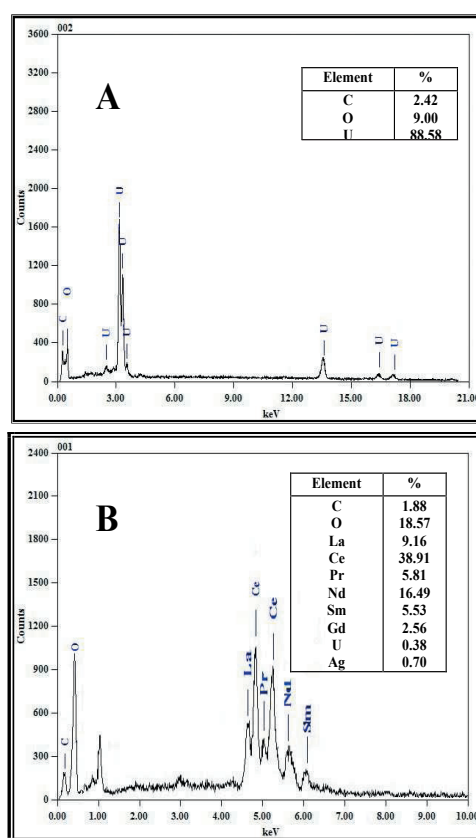 002
3600
3200
2800
2400
2000
1600
1200
800
400
0
Counts
A
Element %
C 2.42
O 9.00
U 88.58
C
O
U
U
U
U
U
U
U
0.00 3.00 6.00 9.00 12.00 15.00 18.00 21.00
keV
001
2400
2100
1800
1500
1200
900
600
300
0
Counts
B
Element %
C 1.88
O 18.57
La 9.16
Ce 38.91
Pr 5.81
Nd 16.49
Sm 5.53
Gd 2.56
U 0.38
Ag 0.70
C
O
La
Ce
Pr
Ce
Nd
Sm
0.00 1.00 2.00 3.00 4.00 5.00 6.00 7.00 8.00 9.00 10.00
keV